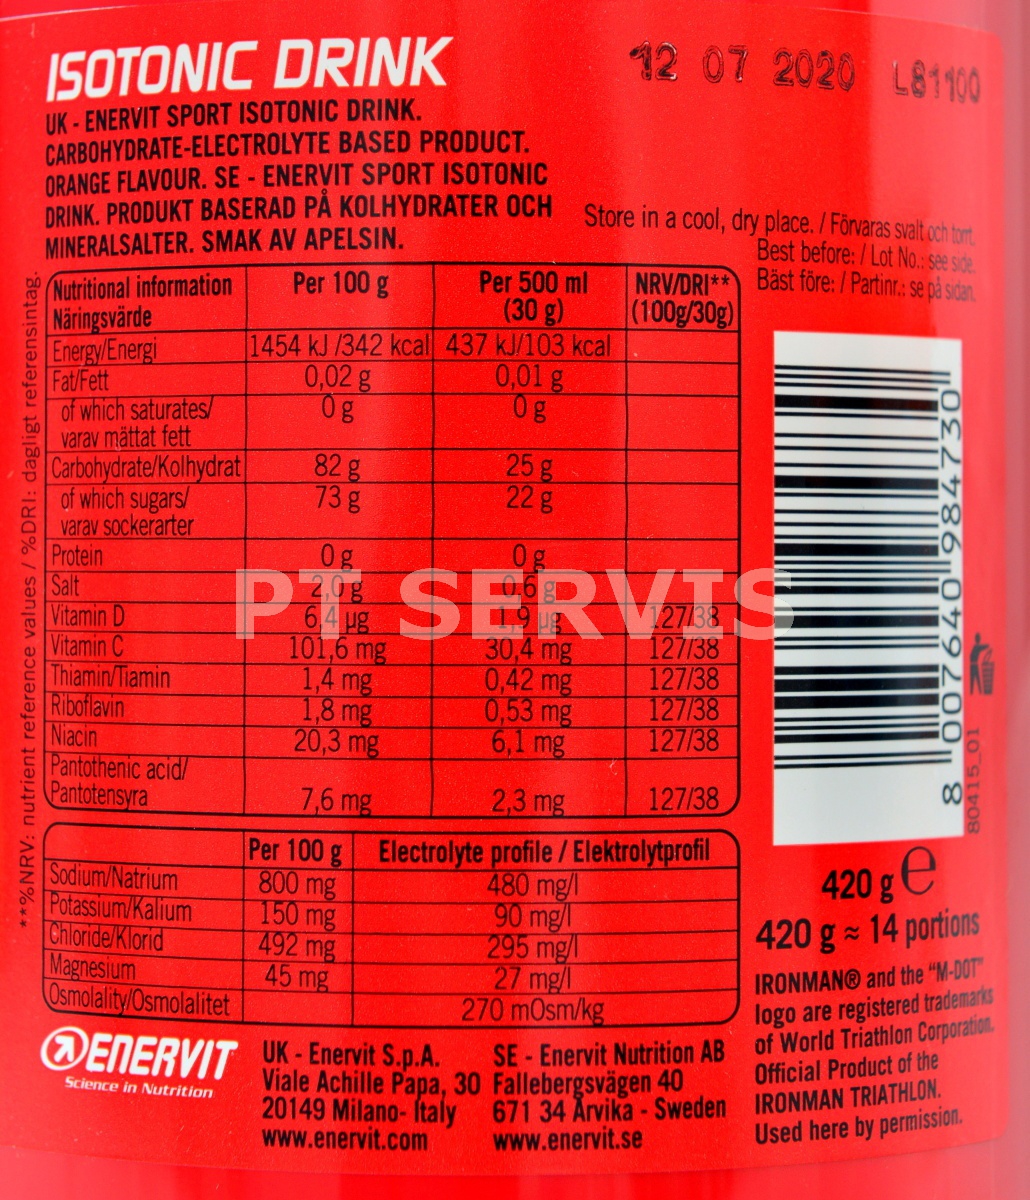 ISOTONIC DRINK
12 07 2020 L81100
UK - ENERVIT SPORT ISOTONIC DRINK.
CARBOHYDRATE-ELECTROLYTE BASED PRODUCT.
ORANGE FLAVOUR. SE - ENERVIT SPORT ISOTONIC
DRINK. PRODUKT BASERAD PÅ KOLHYDRATER OCH
MINERALSALTER. SMAK AV APELSIN.
Store in a cool, dry place. / Förvaras svalt och torrt.
Best before: / Lot No.: see side.
Bäst före: / Partinr.: se på sidan.
Nutritional information Per 100 g Per 500 ml NRV/DRI**
Näringsvärde (30 g) (100g/30g)
Energy/Energi 1454 kJ /342 kcal 437 kJ/103 kcal
Fat/Fett 0,02 g 0,01 g
of which saturates/ 0 g 0 g
varav mättat fett
Carbohydrate/Kolhydrat 82 g 25 g
of which sugars/ 73 g 22 g
varav sockerarter
Protein 0 g 0 g
Salt 2,0 g 0,6 g
Vitamin D 6,4 µg 1,9 µg 127/38
Vitamin C 101,6 mg 30,4 mg 127/38
Thiamin/Tiamin 1,4 mg 0,42 mg 127/38
Riboflavin 1,8 mg 0,53 mg 127/38
Niacin 20,3 mg 6,1 mg 127/38
Pantothenic acid/
Pantotensyra 7,6 mg 2,3 mg 127/38
PT SERVIS
**%NRV: nutrient reference values / %DRI: dagligt referensintag.
Per 100 g Electrolyte profile / Elektrolytprofil
Sodium/Natrium 800 mg 480 mg/l
Potassium/Kalium 150 mg 90 mg/l
Chloride/Klorid 492 mg 295 mg/l
Magnesium 45 mg 27 mg/l
Osmolality/Osmolalitet 270 mOsm/kg
8 007640 984730
80415_01
420 g e
420 g ≈ 14 portions
IRONMAN® and the "M-DOT"
logo are registered trademarks
of World Triathlon Corporation.
Official Product of the
IRONMAN TRIATHLON.
Used here by permission.
ENERVIT
Science in Nutrition
UK - Enervit S.p.A.
Viale Achille Papa, 30
20149 Milano- Italy
www.enervit.com
SE - Enervit Nutrition AB
Fallebergsvägen 40
671 34 Arvika - Sweden
www.enervit.se